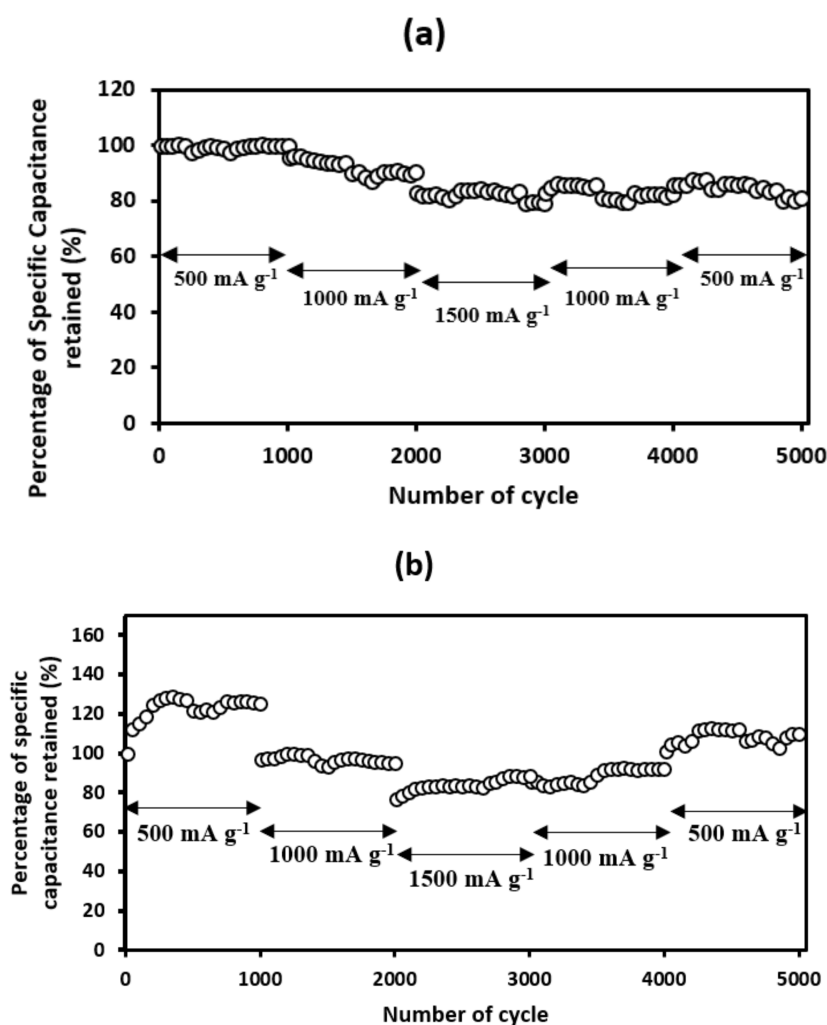 (a)
120
100
80
60
40
20
0
Percentage of Specific Capacitance
retained (%)
500 mA g⁻¹
1000 mA g⁻¹
1500 mA g⁻¹
1000 mA g⁻¹
500 mA g⁻¹
0 1000 2000 3000 4000 5000
Number of cycle
(b)
160
140
120
100
80
60
40
20
0
Percentage of specific
capacitance retained (%)
500 mA g⁻¹
1000 mA g⁻¹
1500 mA g⁻¹
1000 mA g⁻¹
500 mA g⁻¹
0 1000 2000 3000 4000 5000
Number of cycle